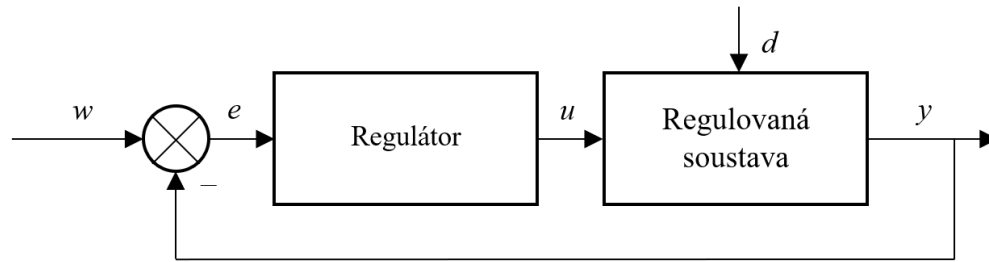 d
w
e
Regulátor
u
Regulovaná
soustava
y
–